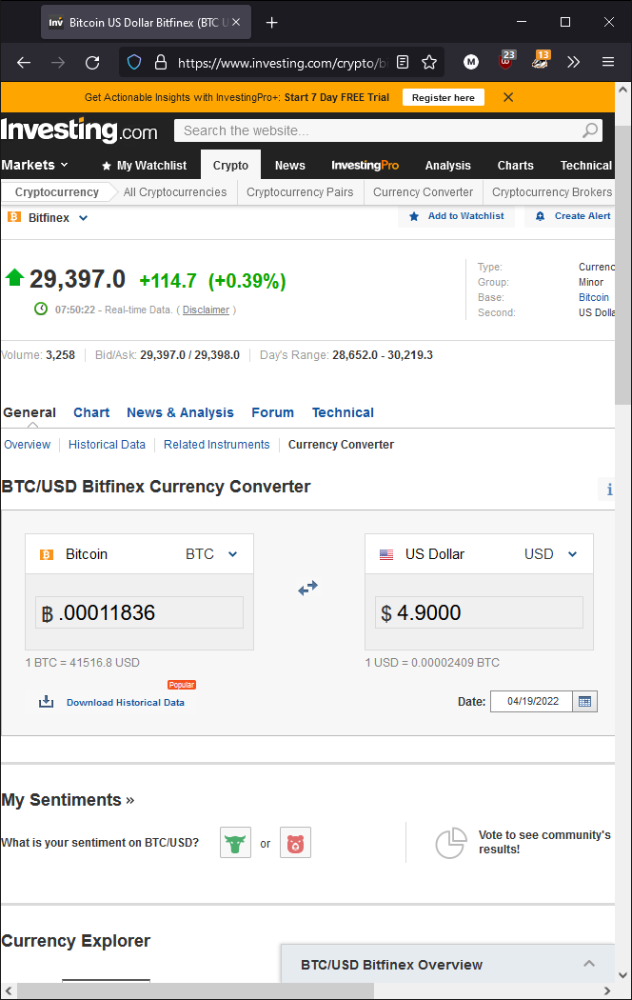 Bitcoin US Dollar Bitfinex (BTC U
https://www.investing.com/crypto/bi
M
23
13
Get Actionable Insights with InvestingPro+: Start 7 Day FREE Trial
Register here
Investing.com
Search the website...
Markets
My Watchlist
Crypto
News
InvestingPro
Analysis
Charts
Technical
Cryptocurrency
All Cryptocurrencies
Cryptocurrency Pairs
Currency Converter
Cryptocurrency Brokers
Bitfinex
Add to Watchlist
Create Alert
29,397.0 +114.7 (+0.39%)
07:50:22 - Real-time Data. ( Disclaimer )
Type: Currenc
Group: Minor
Base: Bitcoin
Second: US Dolla
Volume: 3,258
Bid/Ask: 29,397.0 / 29,398.0
Day's Range: 28,652.0 - 30,219.3
General Chart News & Analysis Forum Technical
Overview Historical Data Related Instruments Currency Converter
BTC/USD Bitfinex Currency Converter
i
Bitcoin BTC
US Dollar USD
฿ .00011836
$ 4.9000
1 BTC = 41516.8 USD
1 USD = 0.00002409 BTC
Popular
Download Historical Data
Date: 04/19/2022
My Sentiments »
What is your sentiment on BTC/USD?
or
Vote to see community's
results!
Currency Explorer
BTC/USD Bitfinex Overview